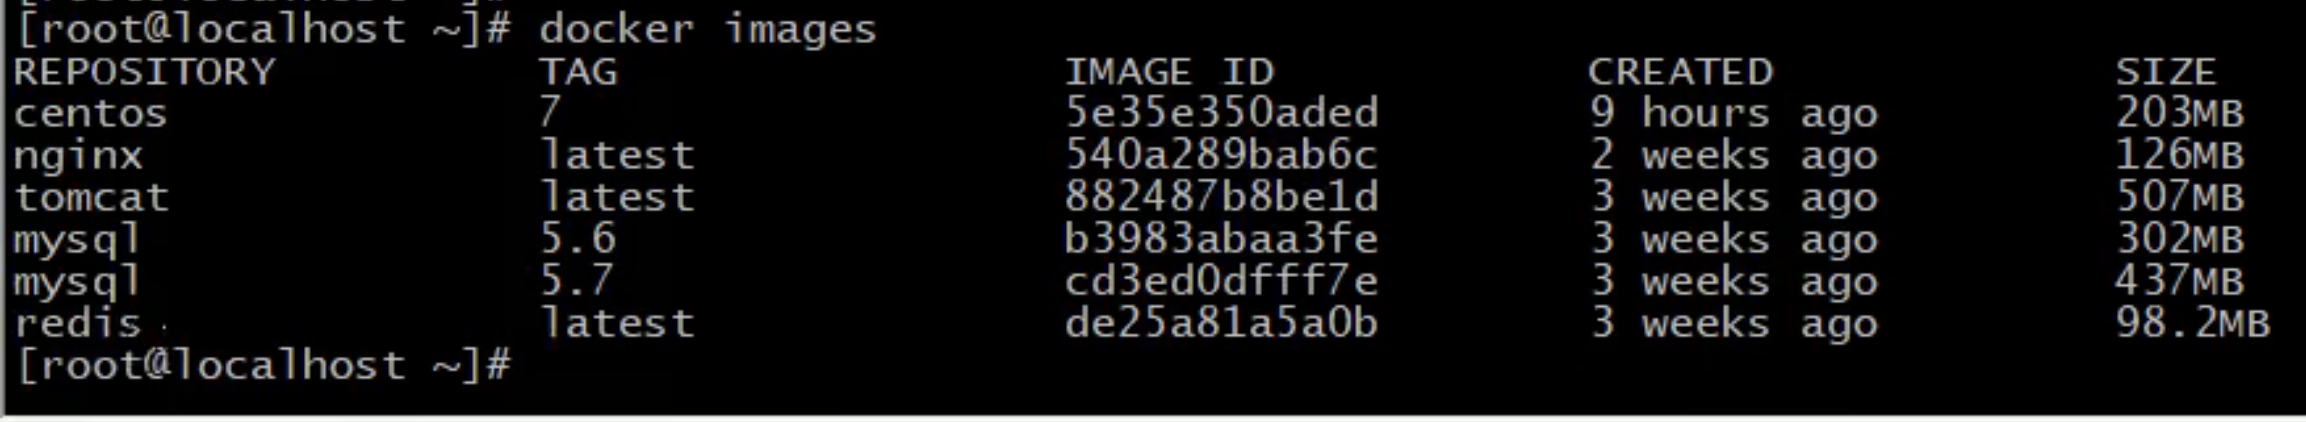 [root@localhost ~]# docker images
REPOSITORY TAG IMAGE ID CREATED SIZE
centos 7 5e35e350aded 9 hours ago 203MB
nginx latest 540a289bab6c 2 weeks ago 126MB
tomcat latest 882487b8be1d 3 weeks ago 507MB
mysql 5.6 b3983abaa3fe 3 weeks ago 302MB
mysql 5.7 cd3ed0dfff7e 3 weeks ago 437MB
redis latest de25a81a5a0b 3 weeks ago 98.2MB
[root@localhost ~]#